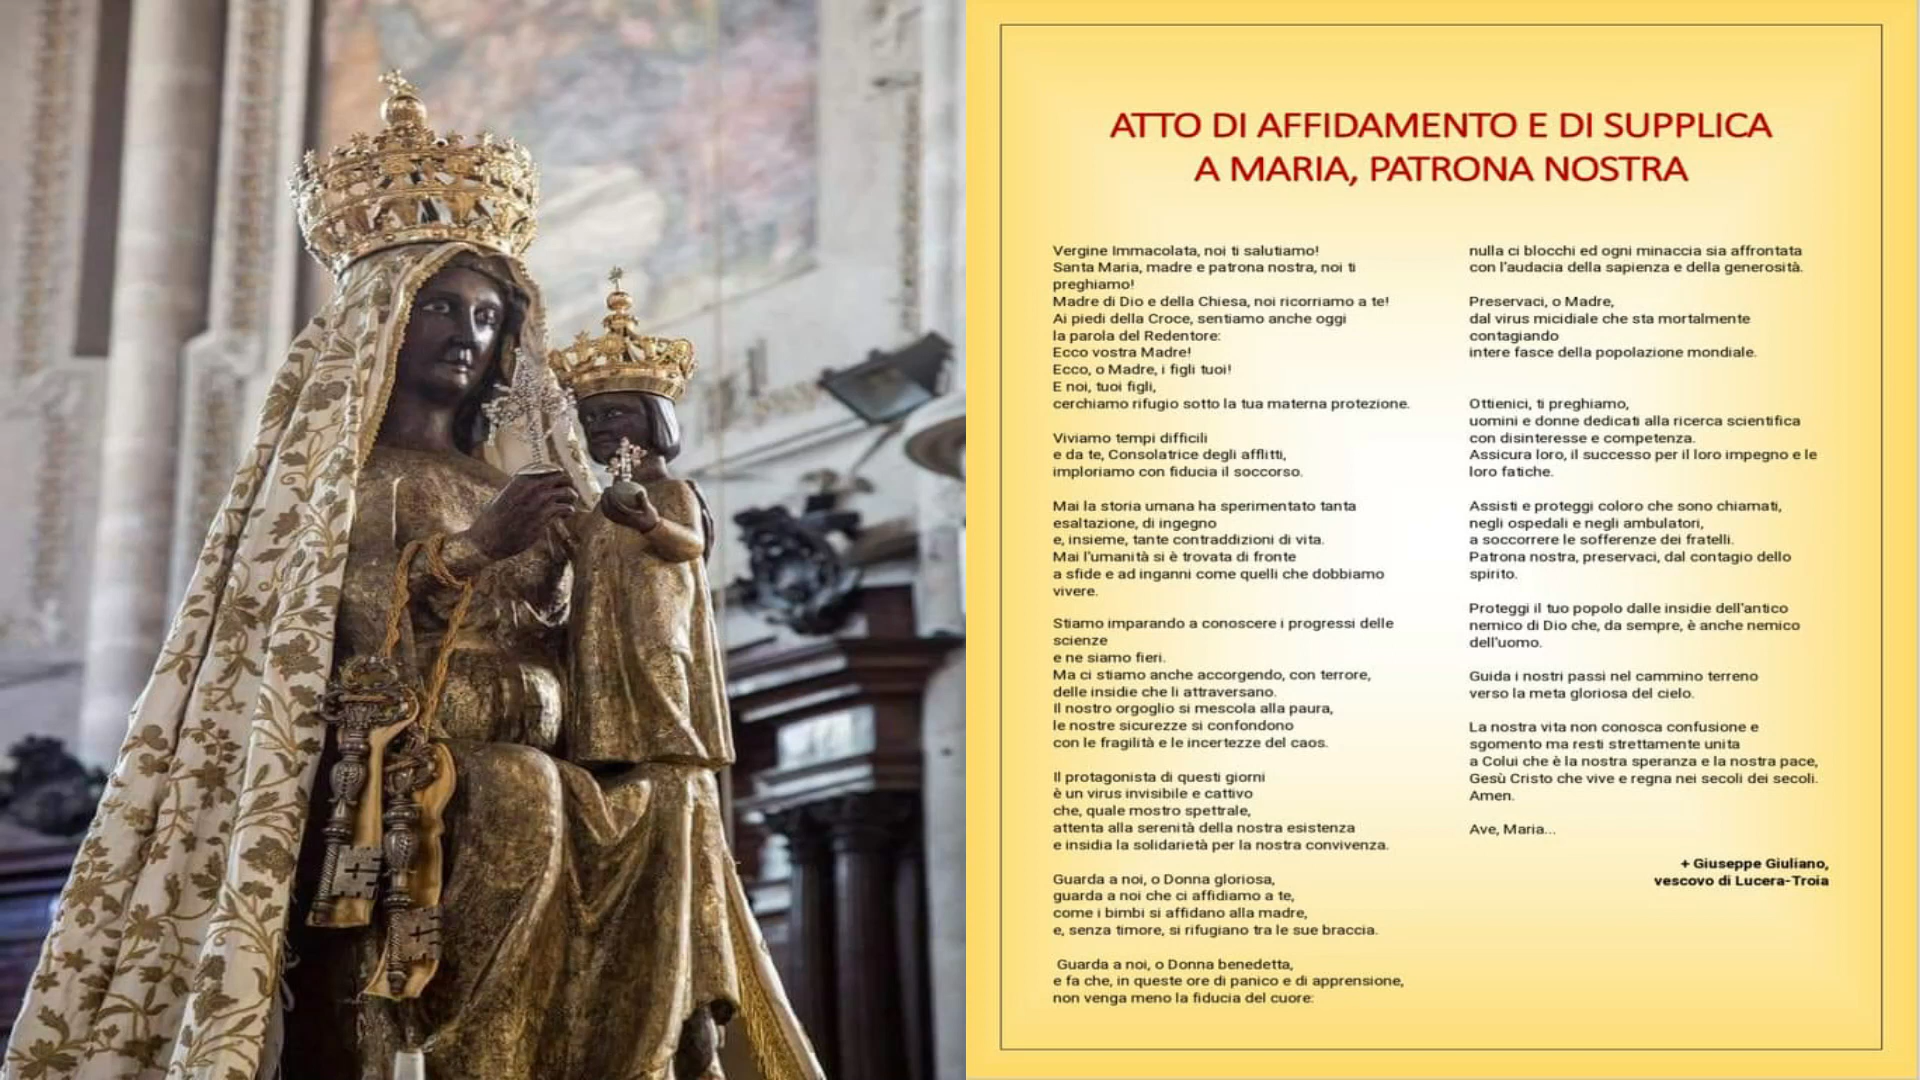 ATTO DI AFFIDAMENTO E DI SUPPLICA
A MARIA, PATRONA NOSTRA
Vergine Immacolata, noi ti salutiamo!
Santa Maria, madre e patrona nostra, noi ti
preghiamo!
Madre di Dio e della Chiesa, noi ricorriamo a te!
Ai piedi della Croce, sentiamo anche oggi
la parola del Redentore:
Ecco vostra Madre!
Ecco, o Madre, i figli tuoi!
E noi, tuoi figli,
cerchiamo rifugio sotto la tua materna protezione.
Viviamo tempi difficili
e da te, Consolatrice degli afflitti,
imploriamo con fiducia il soccorso.
Mai la storia umana ha sperimentato tanta
esaltazione, di ingegno
e, insieme, tante contraddizioni di vita.
Mai l'umanità si è trovata di fronte
a sfide e ad inganni come quelli che dobbiamo
vivere.
Stiamo imparando a conoscere i progressi delle
scienze
e ne siamo fieri.
Ma ci stiamo anche accorgendo, con terrore,
delle insidie che li attraversano.
Il nostro orgoglio si mescola alla paura,
le nostre sicurezze si confondono
con le fragilità e le incertezze del caos.
Il protagonista di questi giorni
è un virus invisibile e cattivo
che, quale mostro spettrale,
attenta alla serenità della nostra esistenza
e insidia la solidarietà per la nostra convivenza.
Guarda a noi, o Donna gloriosa,
guarda a noi che ci affidiamo a te,
come i bimbi si affidano alla madre,
e, senza timore, si rifugiano tra le sue braccia.
Guarda a noi, o Donna benedetta,
e fa che, in queste ore di panico e di apprensione,
non venga meno la fiducia del cuore:
nulla ci blocchi ed ogni minaccia sia affrontata
con l'audacia della sapienza e della generosità.
Preservaci, o Madre,
dal virus micidiale che sta mortalmente
contagiando
intere fasce della popolazione mondiale.
Ottienici, ti preghiamo,
uomini e donne dedicati alla ricerca scientifica
con disinteresse e competenza.
Assicura loro, il successo per il loro impegno e le
loro fatiche.
Assisti e proteggi coloro che sono chiamati,
negli ospedali e negli ambulatori,
a soccorrere le sofferenze dei fratelli.
Patrona nostra, preservaci, dal contagio dello
spirito.
Proteggi il tuo popolo dalle insidie dell'antico
nemico di Dio che, da sempre, è anche nemico
dell'uomo.
Guida i nostri passi nel cammino terreno
verso la meta gloriosa del cielo.
La nostra vita non conosca confusione e
sgomento ma resti strettamente unita
a Colui che è la nostra speranza e la nostra pace,
Gesù Cristo che vive e regna nei secoli dei secoli.
Amen.
Ave, Maria...
+ Giuseppe Giuliano,
vescovo di Lucera-Troia